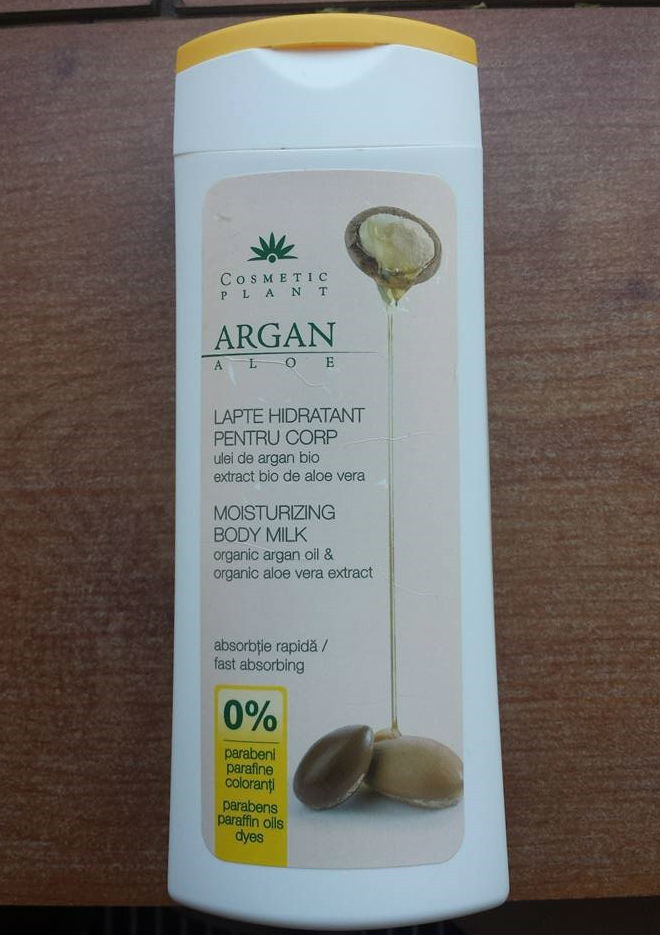 COSMETIC
PLANT
ARGAN
ALOE
LAPTE HIDRATANT
PENTRU CORP
ulei de argan bio
extract bio de aloe vera
MOISTURIZING
BODY MILK
organic argan oil &
organic aloe vera extract
absorbție rapidă /
fast absorbing
0%
parabeni
parafine
coloranți
parabens
paraffin oils
dyes